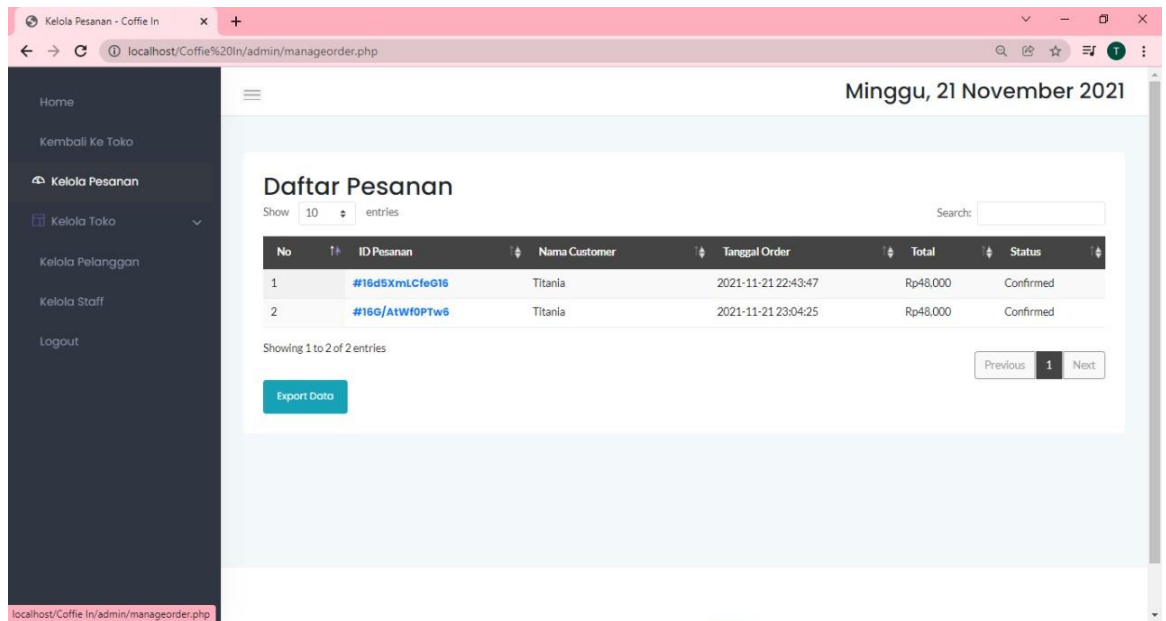 Kelola Pesanan - Coffie In
localhost/Coffie%20In/admin/manageorder.php
T
Home
Kembali Ke Toko
Kelola Pesanan
Kelola Toko
Kelola Pelanggan
Kelola Staff
Logout
Minggu, 21 November 2021
Daftar Pesanan
Show 10 entries
Search:
No ID Pesanan Nama Customer Tanggal Order Total Status
1 #16d5XmLCfeG16 Titania 2021-11-21 22:43:47 Rp48,000 Confirmed
2 #16G/AtWf0PTw6 Titania 2021-11-21 23:04:25 Rp48,000 Confirmed
Showing 1 to 2 of 2 entries
Previous 1 Next
Export Data
localhost/Coffie In/admin/manageorder.php